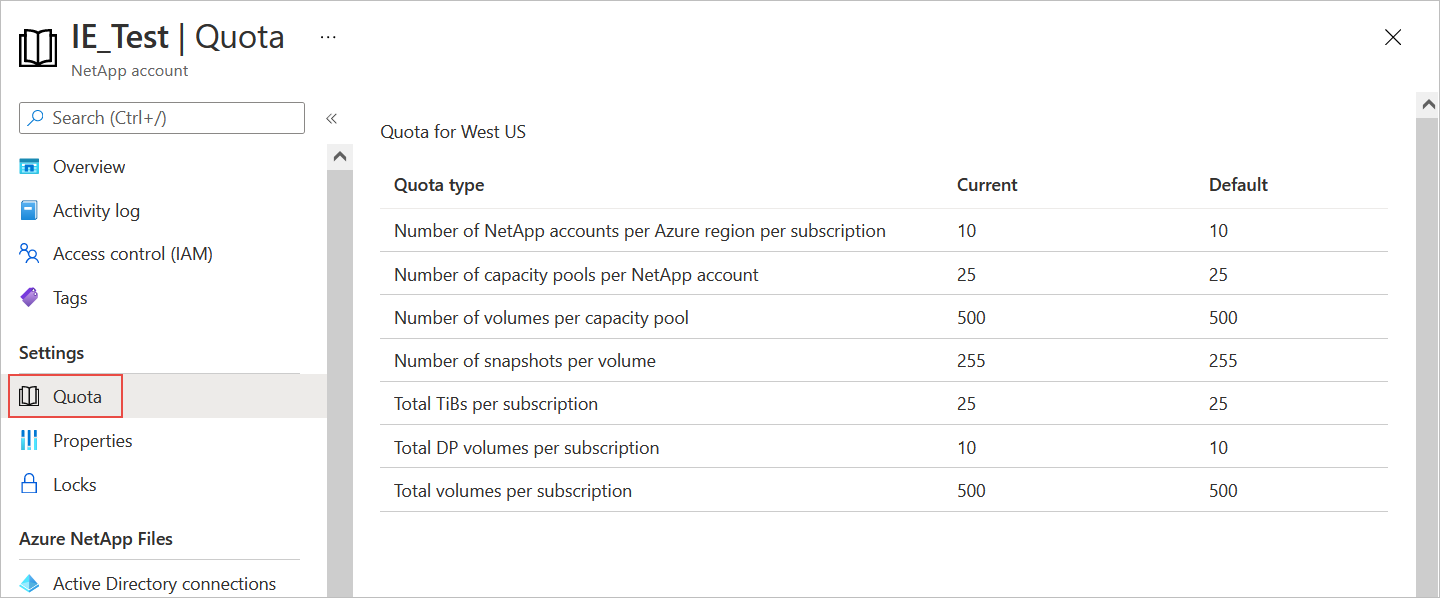 IE_Test | Quota ...
NetApp account
Search (Ctrl+/)
«
Overview
Activity log
Access control (IAM)
Tags
Settings
Quota
Properties
Locks
Azure NetApp Files
Active Directory connections
Quota for West US
Quota type Current Default
Number of NetApp accounts per Azure region per subscription 10 10
Number of capacity pools per NetApp account 25 25
Number of volumes per capacity pool 500 500
Number of snapshots per volume 255 255
Total TiBs per subscription 25 25
Total DP volumes per subscription 10 10
Total volumes per subscription 500 500